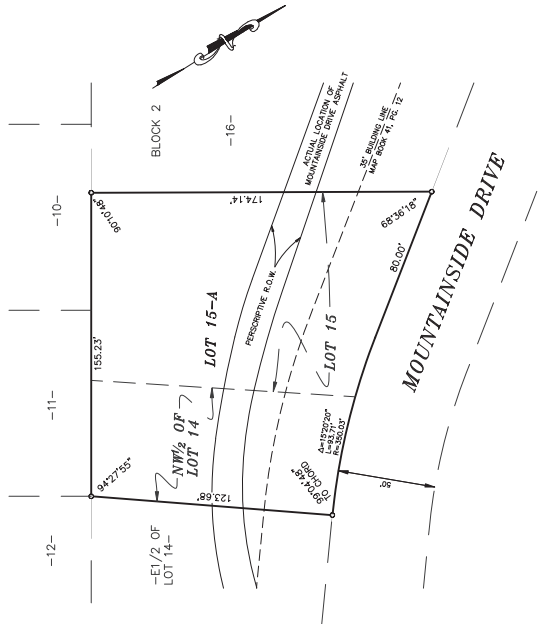 BLOCK 2
-16-
ACTUAL LOCATION OF
MOUNTAINSIDE DRIVE ASPHALT
35' BUILDING LINE
MAP BOOK 41, PG. 12
-10-
90°10'48"
174.14'
68°36'18"
80.00'
MOUNTAINSIDE DRIVE
155.23'
LOT 15-A
PERSCRIPTIVE R.O.W.
LOT 15
-11-
NW½ OF
LOT 14
94°27'55"
123.68'
Δ=15°20'20"
L=93.71'
R=350.03'
99°04'48"
TO CHORD
50'
-12-
-E1/2 OF
LOT 14-